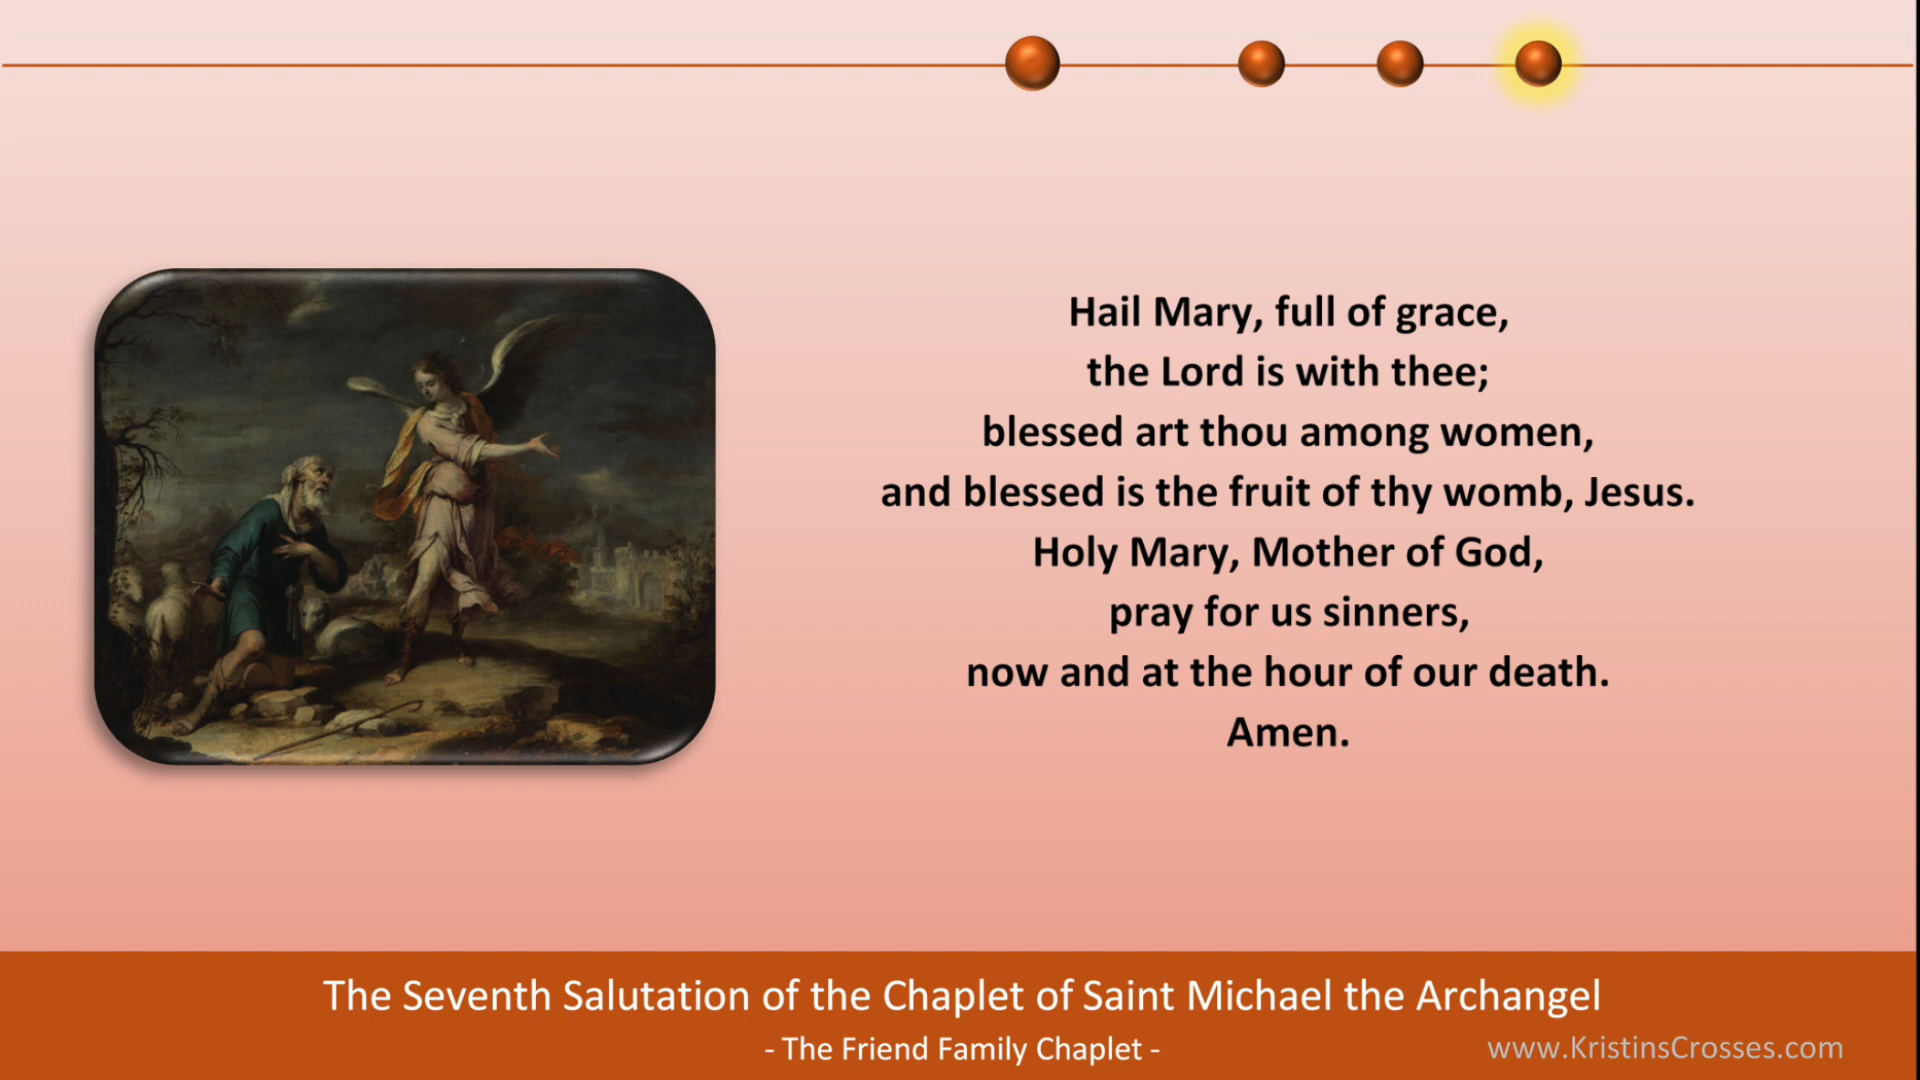 Hail Mary, full of grace,
the Lord is with thee;
blessed art thou among women,
and blessed is the fruit of thy womb, Jesus.
Holy Mary, Mother of God,
pray for us sinners,
now and at the hour of our death.
Amen.
The Seventh Salutation of the Chaplet of Saint Michael the Archangel
- The Friend Family Chaplet -
www.KristinsCrosses.com